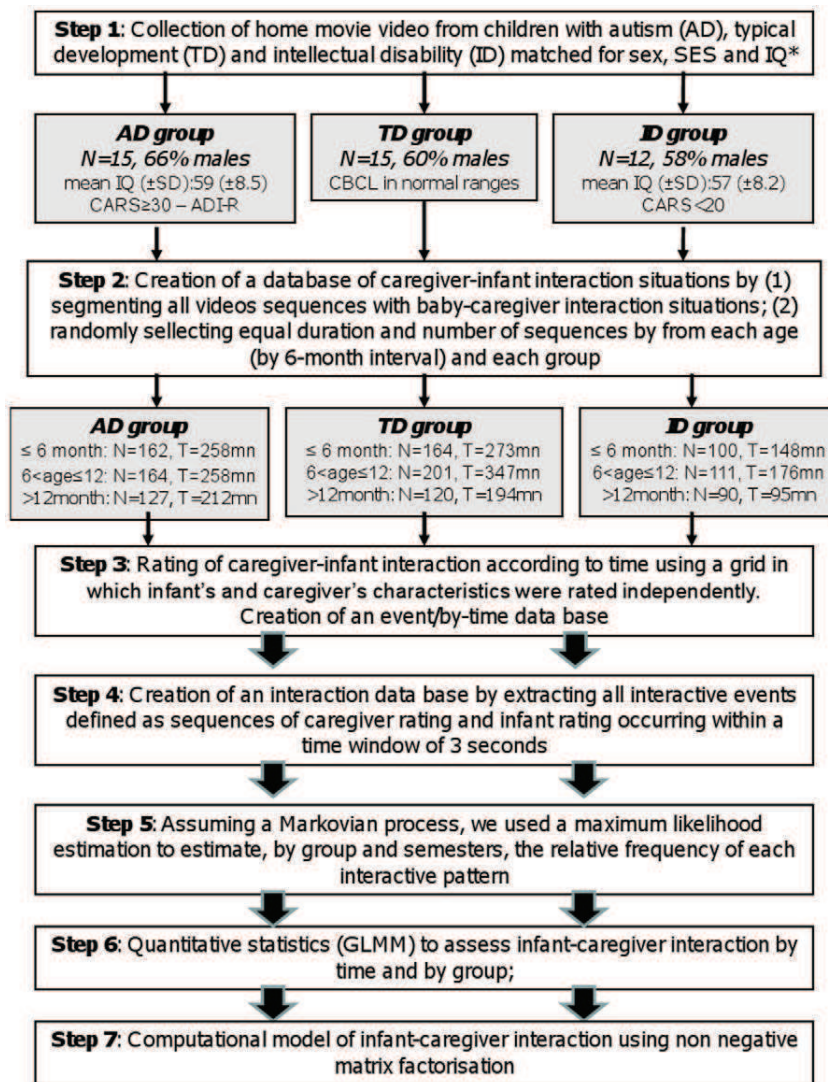 Step 1: Collection of home movie video from children with autism (AD), typical
development (TD) and intellectual disability (ID) matched for sex, SES and IQ*
AD group
N=15, 66% males
mean IQ (±SD):59 (±8.5)
CARS≥30 – ADI-R
TD group
N=15, 60% males
CBCL in normal ranges
ID group
N=12, 58% males
mean IQ (±SD):57 (±8.2)
CARS<20
Step 2: Creation of a database of caregiver-infant interaction situations by (1)
segmenting all videos sequences with baby-caregiver interaction situations; (2)
randomly sellecting equal duration and number of sequences by from each age
(by 6-month interval) and each group
AD group
≤ 6 month: N=162, T=258mn
6<age≤12: N=164, T=258mn
>12month: N=127, T=212mn
TD group
≤ 6 month: N=164, T=273mn
6<age≤12: N=201, T=347mn
>12month: N=120, T=194mn
ID group
≤ 6 month: N=100, T=148mn
6<age≤12: N=111, T=176mn
>12month: N=90, T=95mn
Step 3: Rating of caregiver-infant interaction according to time using a grid in
which infant's and caregiver's characteristics were rated independently.
Creation of an event/by-time data base
Step 4: Creation of an interaction data base by extracting all interactive events
defined as sequences of caregiver rating and infant rating occurring within a
time window of 3 seconds
Step 5: Assuming a Markovian process, we used a maximum likelihood
estimation to estimate, by group and semesters, the relative frequency of each
interactive pattern
Step 6: Quantitative statistics (GLMM) to assess infant-caregiver interaction by
time and by group;
Step 7: Computational model of infant-caregiver interaction using non negative
matrix factorisation